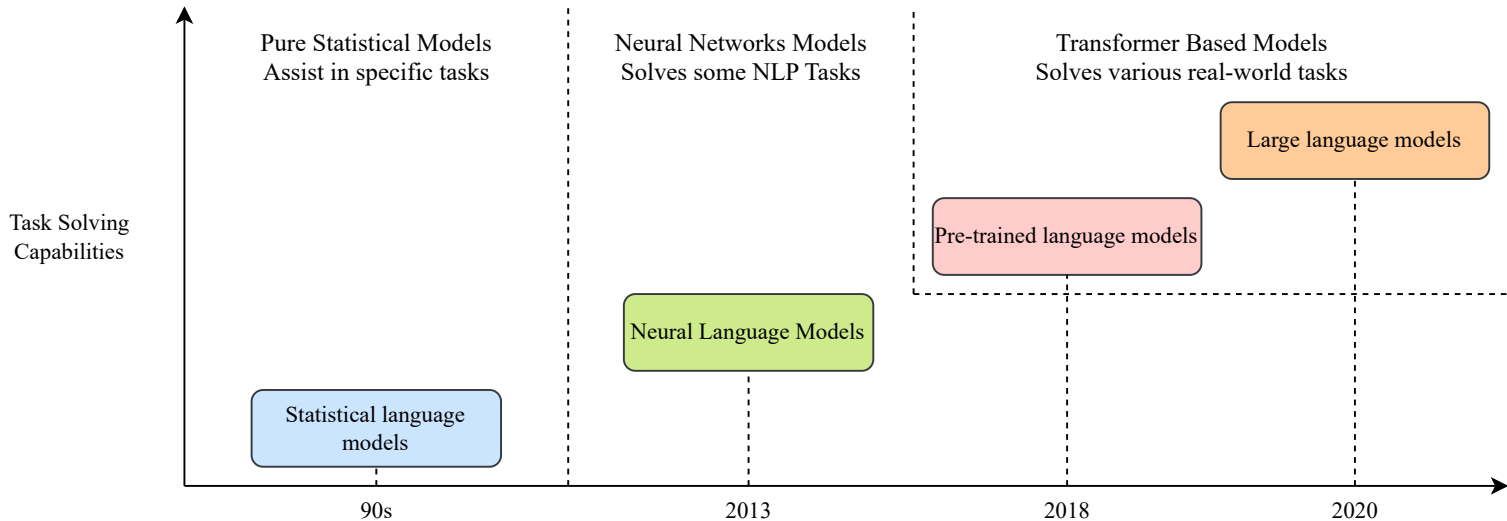 Pure Statistical Models
Assist in specific tasks
Neural Networks Models
Solves some NLP Tasks
Transformer Based Models
Solves various real-world tasks
Large language models
Task Solving
Capabilities
Pre-trained language models
Neural Language Models
Statistical language
models
90s
2013
2018
2020